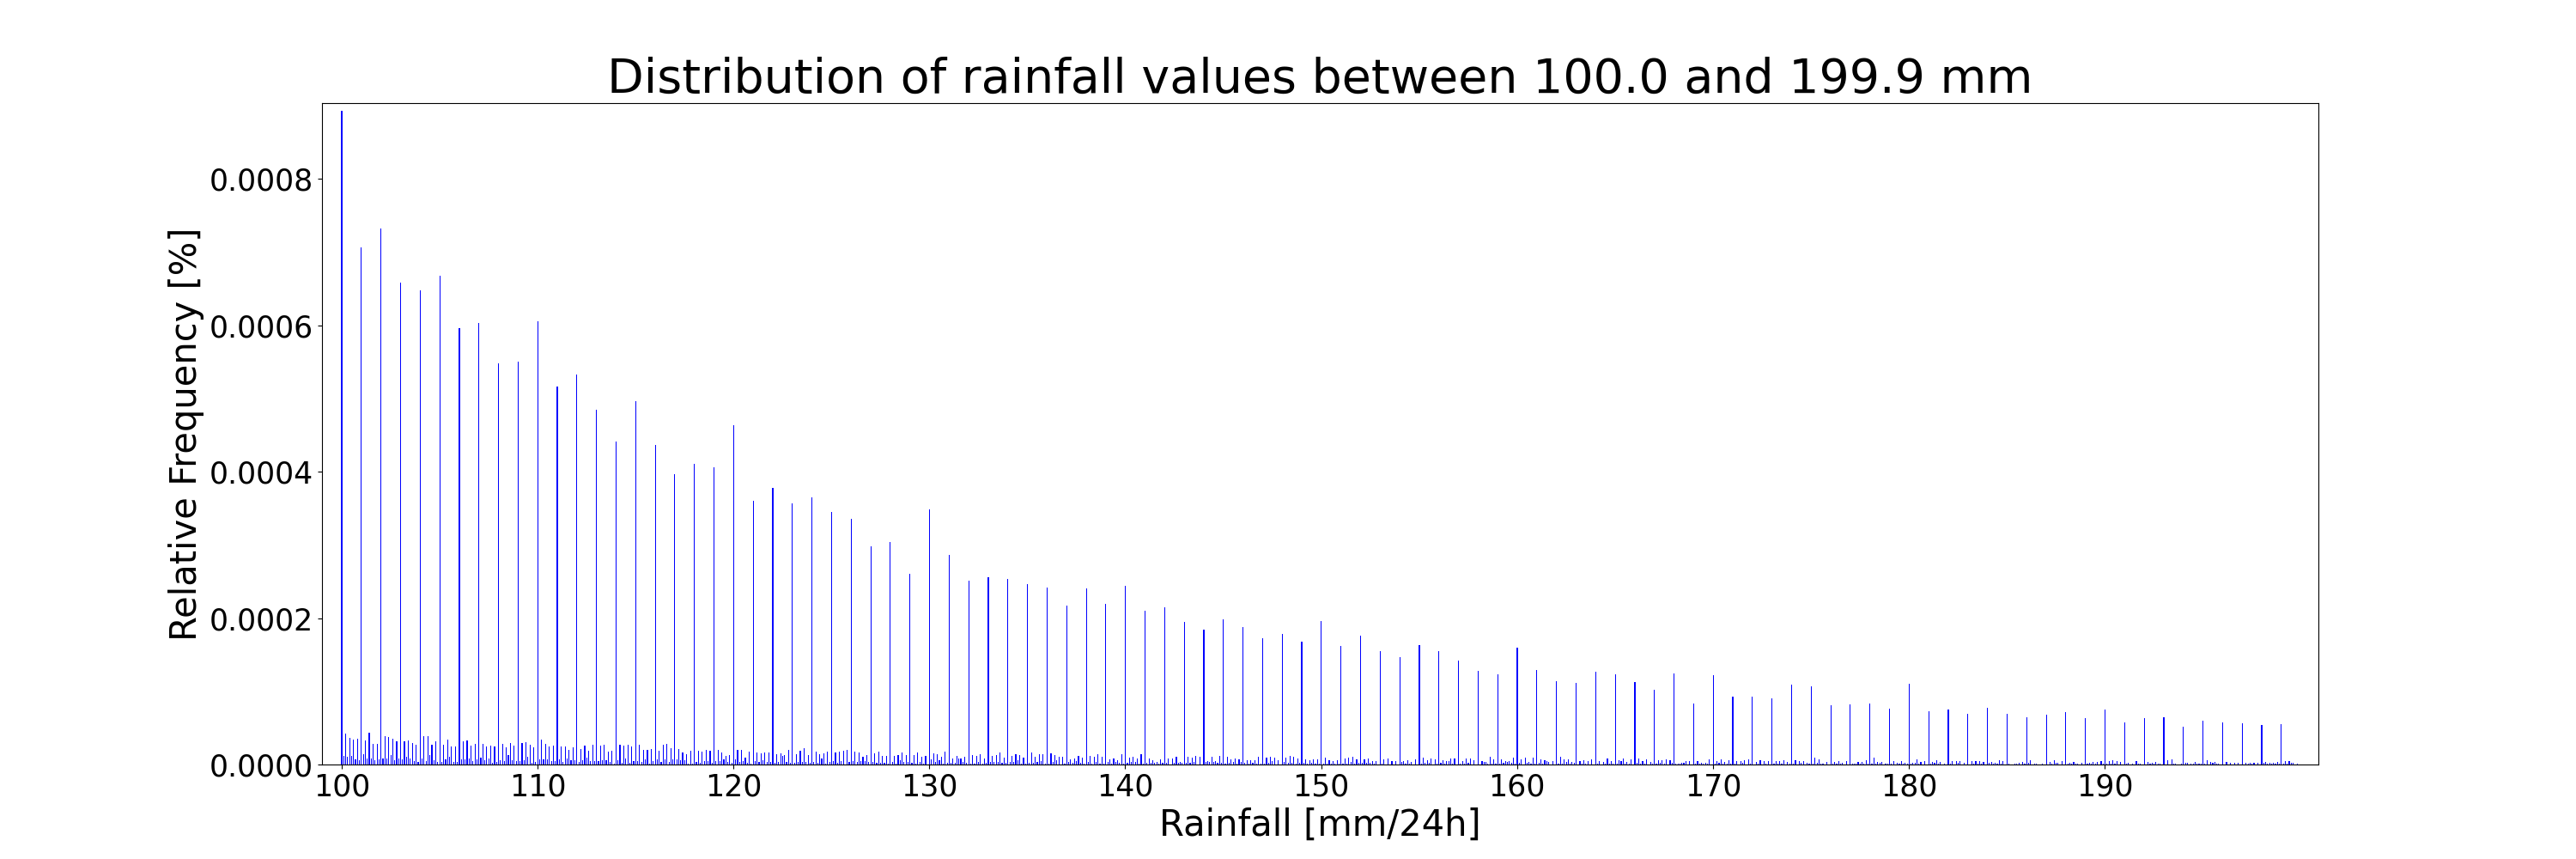 Distribution of rainfall values between 100.0 and 199.9 mm
Relative Frequency [%]
0.0008
0.0006
0.0004
0.0002
0.0000
100 110 120 130 140 150 160 170 180 190
Rainfall [mm/24h]